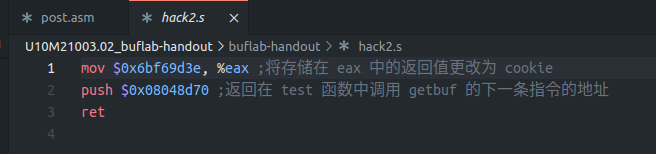 post.asm hack2.s ×
U10M21003.02_buflab-handout > buflab-handout > hack2.s
1 mov $0x6bf69d3e, %eax ;将存储在 eax 中的返回值更改为 cookie
2 push $0x08048d70 ;返回在 test 函数中调用 getbuf 的下一条指令的地址
3 ret
4